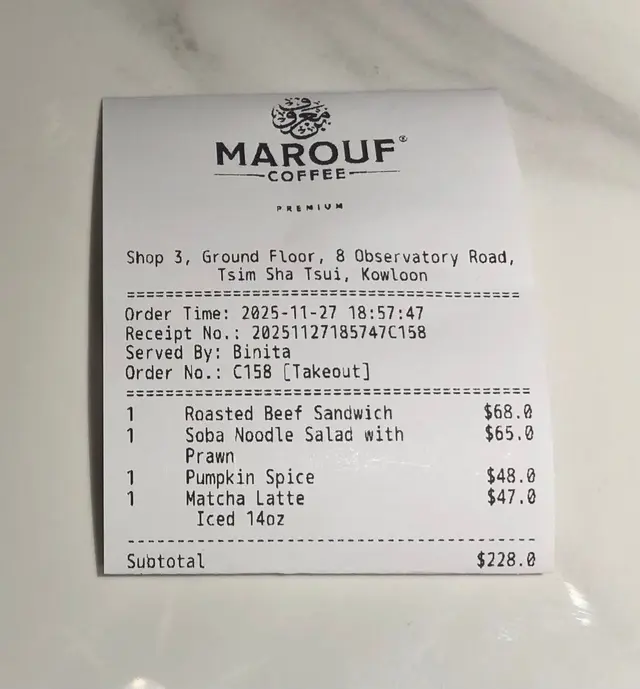 معروف
MAROUF®
COFFEE
PREMIUM
Shop 3, Ground Floor, 8 Observatory Road,
Tsim Sha Tsui, Kowloon
======================================
Order Time: 2025-11-27 18:57:47
Receipt No.: 20251127185747C158
Served By: Binita
Order No.: C158 [Takeout]
======================================
1 Roasted Beef Sandwich $68.0
1 Soba Noodle Salad with $65.0
Prawn
1 Pumpkin Spice $48.0
1 Matcha Latte $47.0
Iced 14oz
--------------------------------------
Subtotal $228.0